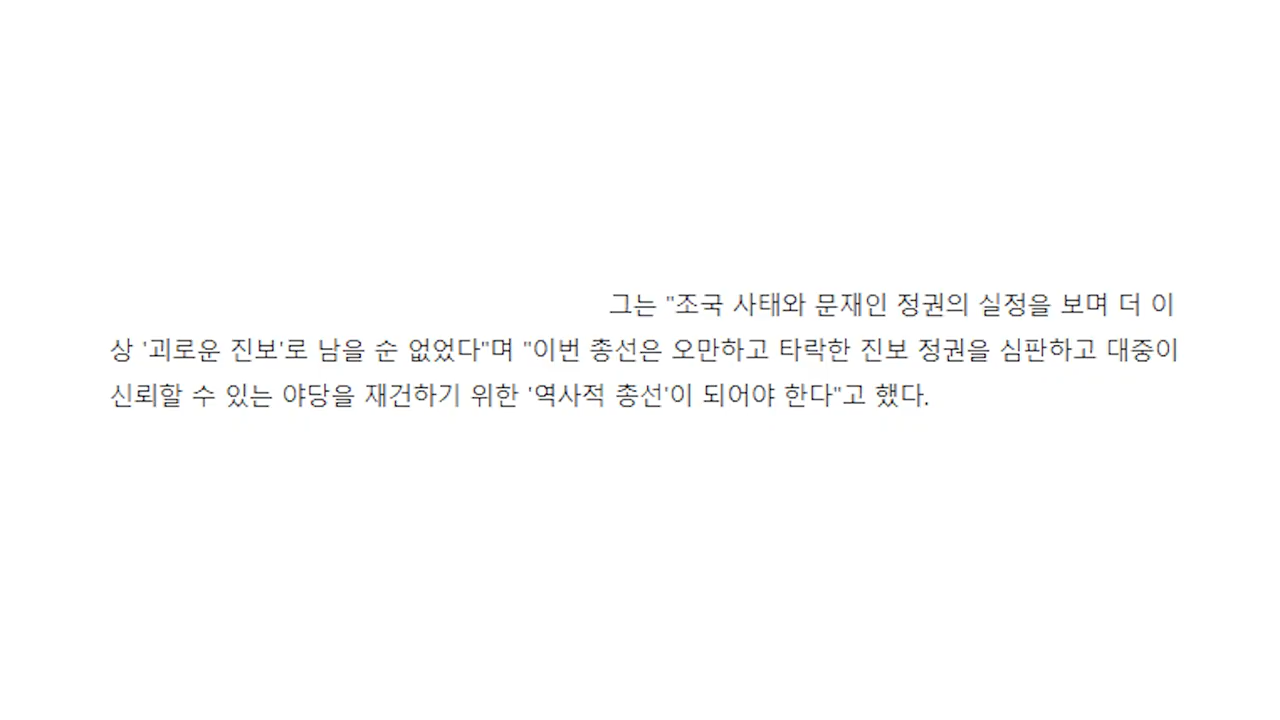 그는 "조국 사태와 문재인 정권의 실정을 보며 더 이
상 '괴로운 진보'로 남을 순 없었다"며 "이번 총선은 오만하고 타락한 진보 정권을 심판하고 대중이
신뢰할 수 있는 야당을 재건하기 위한 '역사적 총선'이 되어야 한다"고 했다.